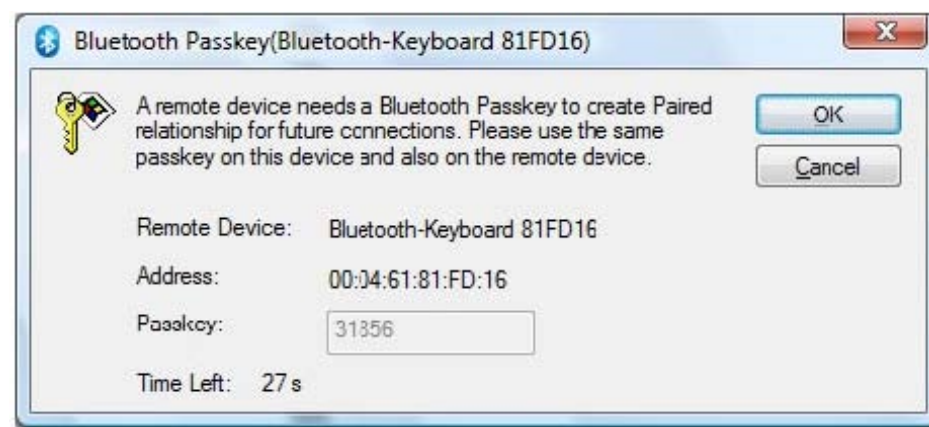 Bluetooth Passkey(Bluetooth-Keyboard 81FD16)
A remote device needs a Bluetooth Passkey to create Paired
relationship for future connections. Please use the same
passkey on this device and also on the remote device.
OK
Cancel
Remote Device: Bluetooth-Keyboard 81FD16
Address: 00:04:61:81:FD:16
Passkey:
Time Left: 27 s